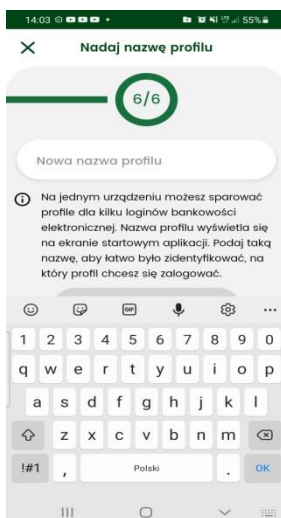 14:03 55%
Nadaj nazwę profilu
6/6
Nowa nazwa profilu
Na jednym urządzeniu możesz sparować
profile dla kilku loginów bankowości
elektronicznej. Nazwa profilu wyświetla się
na ekranie startowym aplikacji. Podaj taką
nazwę, aby łatwo było zidentyfikować, na
który profil chcesz się zalogować.
GIF
1 2 3 4 5 6 7 8 9 0
q w e r t y u i o p
a s d f g h j k l
z x c v b n m
!#1 , Polski . OK